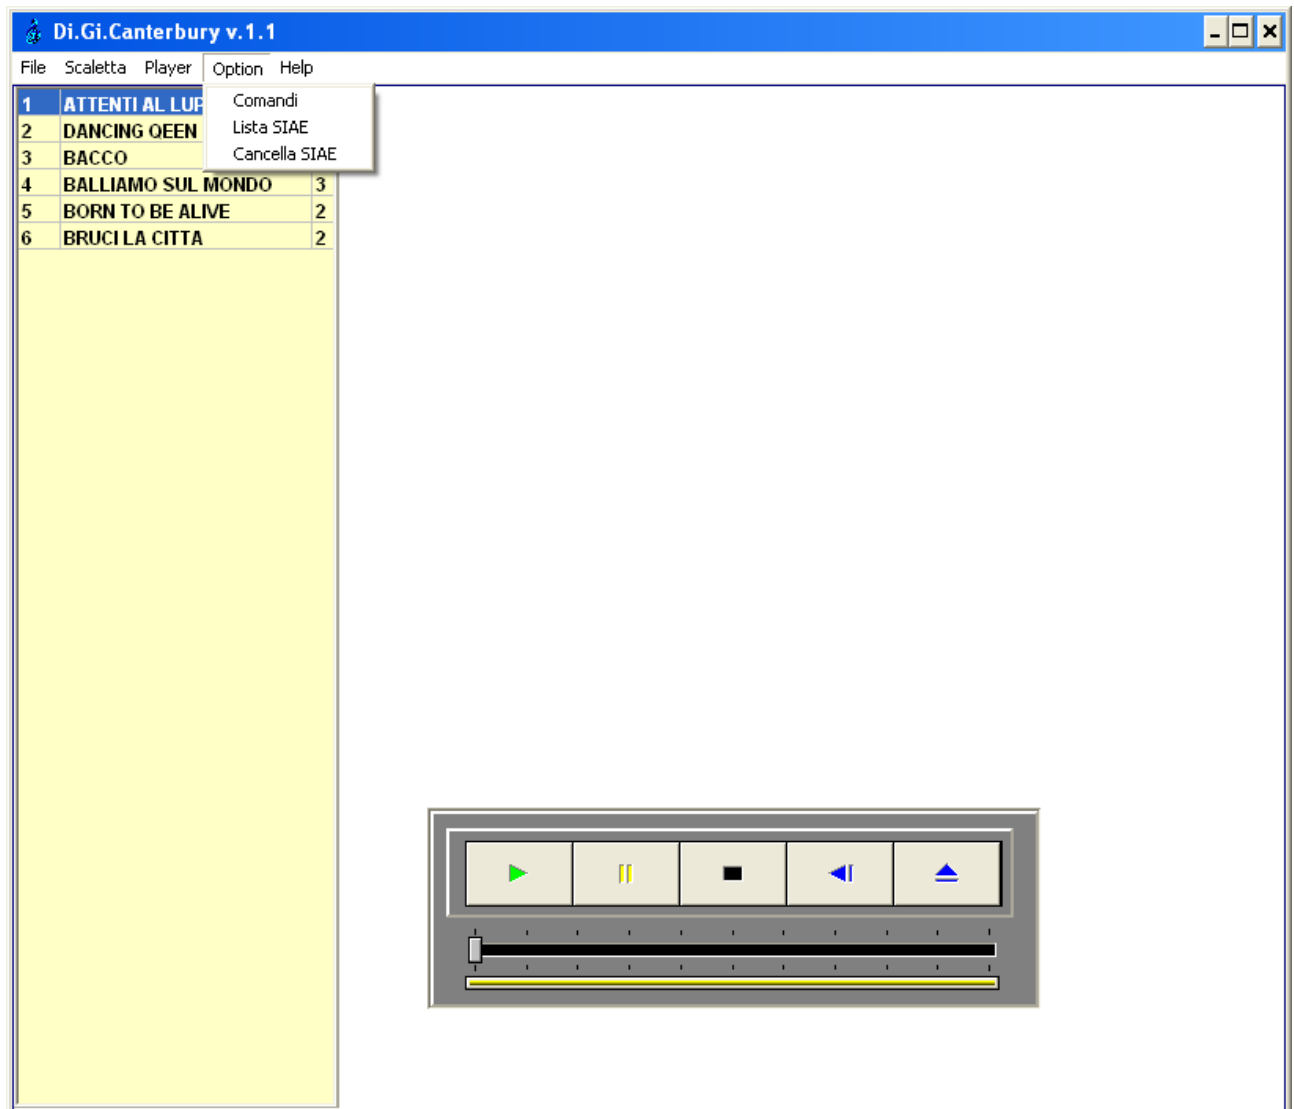 Di.Gi.Canterbury v.1.1
File Scaletta Player Option Help
Comandi
Lista SIAE
Cancella SIAE
1 ATTENTI AL LUP
2 DANCING QEEN
3 BACCO
4 BALLIAMO SUL MONDO 3
5 BORN TO BE ALIVE 2
6 BRUCI LA CITTA 2